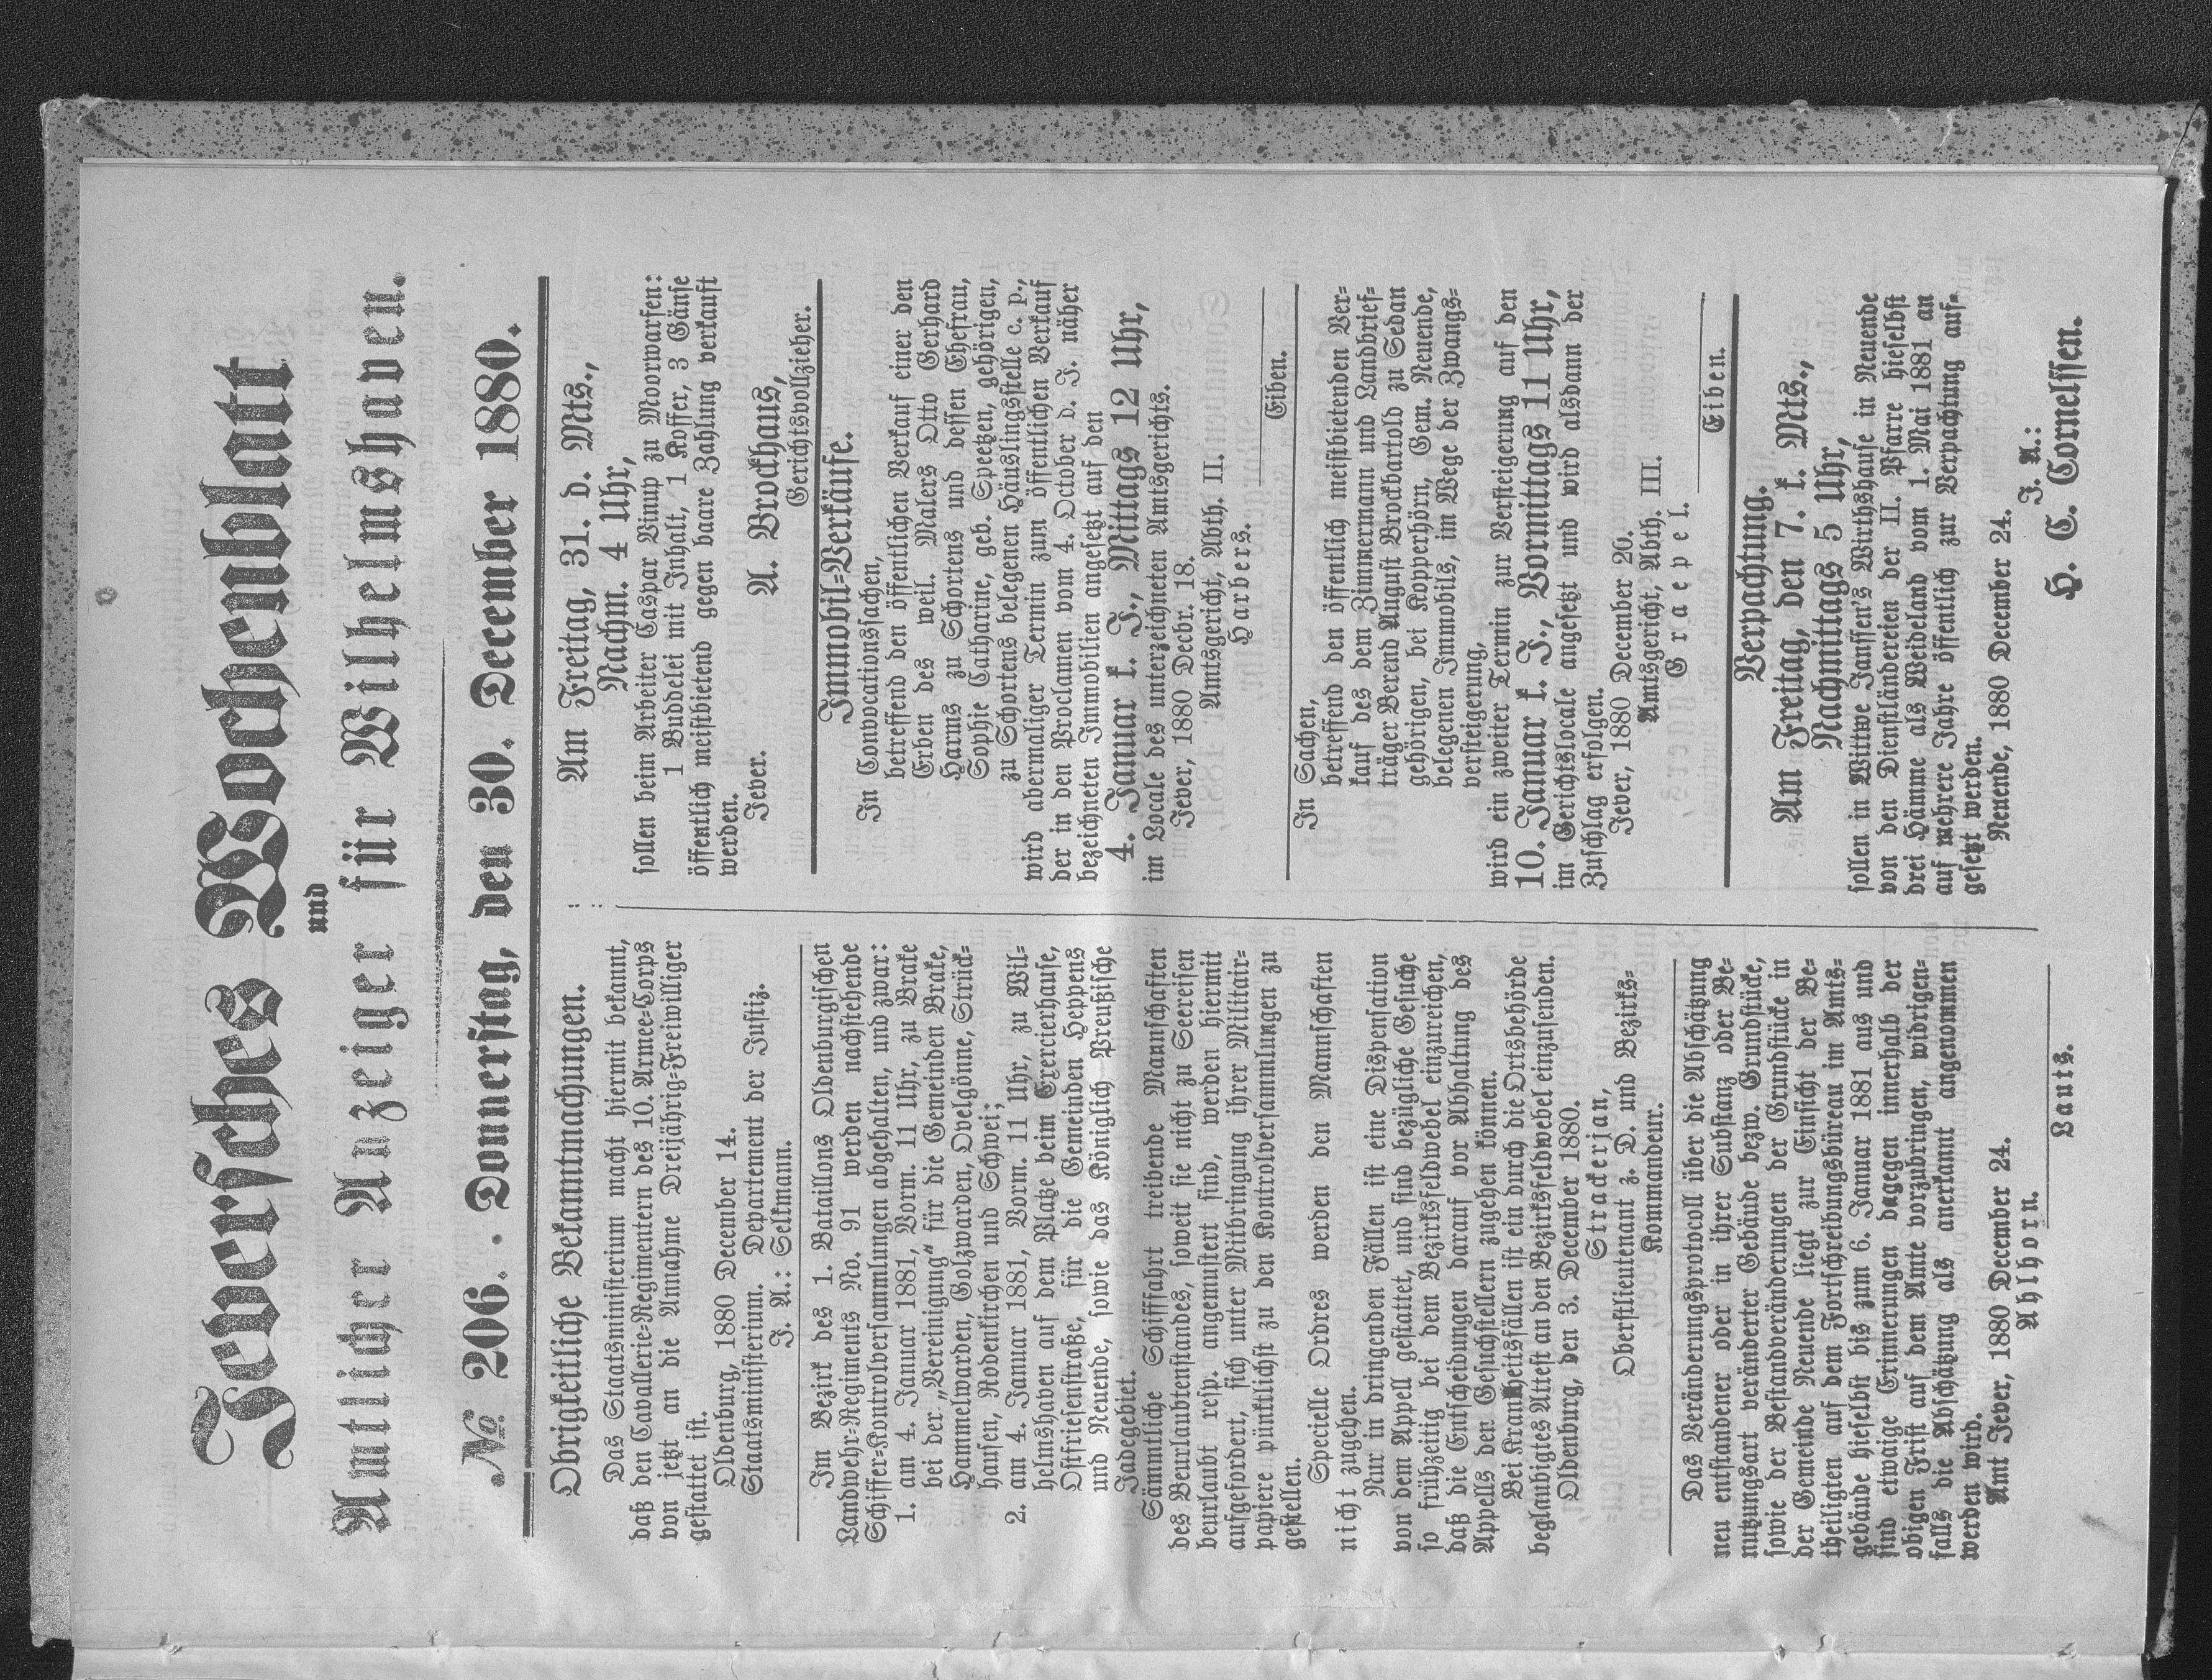 Jeversches Wochenblatt
und
Amtlicher Anzeiger für Wilhelmshaven.
No. 206. Donnerstag, den 30. December 1880.
Obrigkeitliche Bekanntmachungen.
Das Staatsministerium macht hiermit bekannt,
daß den Cavallerie-Regimentern des 10. Armee-Corps
von jetzt an die Annahme Dreijährig-Freiwilliger
gestattet ist.
Oldenburg, 1880 December 14.
Staatsministerium. Departement der Justiz.
J. A.: Selkmann.
Im Bezirk des 1. Bataillons Oldenburgischen
Landwehr-Regiments No. 91 werden nachstehende
Schiffer-Kontrolversammlungen abgehalten, und zwar:
1. am 4. Januar 1881, Vorm. 11 Uhr, zu Brake
bei der „Vereinigung“ für die Gemeinden Brake,
Hammelwarden, Golzwarden, Ovelgönne, Strück-
hausen, Rodenkirchen und Schwei;
2. am 4. Januar 1881, Vorm. 11 Uhr, zu Wil-
helmshaven auf dem Platze beim Exercierhause,
Ostfriesenstraße, für die Gemeinden Heppens
und Neuende, sowie das Königlich Preußische
Jadegebiet.
Sämmtliche Schifffahrt treibende Mannschaften
des Beurlaubtenstandes, soweit sie nicht zu Seereisen
beurlaubt resp. angemustert sind, werden hiermit
aufgefordert, sich unter Mitbringung ihrer Militair-
papiere pünktlichst zu den Kontrolversammlungen zu
gestellen.
Specielle Ordres werden den Mannschaften
nicht zugehen.
Nur in dringenden Fällen ist eine Dispensation
von dem Appell gestattet, und sind bezügliche Gesuche
so frühzeitig bei dem Bezirksfeldwebel einzureichen,
daß die Entscheidungen darauf vor Abhaltung des
Appells den Gesuchstellern zugehen können.
Bei Krankheitsfällen ist ein durch die Ortsbehörde
beglaubigtes Attest an den Bezirksfeldwebel einzusenden.
Oldenburg, den 3. December 1880.
Strackerjan,
Oberstlieutenant z. D. und Bezirks-
Kommandeur.
Das Veränderungsprotocoll über die Abschätzung
neu entstandener oder in ihrer Substanz oder Be-
nutzungsart veränderter Gebäude bezw. Grundstücke,
sowie der Bestandveränderungen der Grundstücke in
der Gemeinde Neuende liegt zur Einsicht der Be-
theiligten auf dem Fortschreibungsbüreau im Amts-
gebäude hieselbst bis zum 6. Januar 1881 aus und
sind etwaige Erinnerungen dagegen innerhalb der
obigen Frist auf dem Amte vorzubringen, widrigen-
falls die Abschätzung als anerkannt angenommen
werden wird.
Amt Jever, 1880 December 24.
Ahlhorn.
Lauts.
Am Freitag, 31. d. Mts.,
Nachm. 4 Uhr,
sollen beim Arbeiter Caspar Vinup zu Moorwarfen:
1 Buddelei mit Inhalt, 1 Koffer, 3 Gänse
öffentlich meistbietend gegen baare Zahlung verkauft
werden.
Jever.
A. Brockhaus,
Gerichtsvollzieher.
Immobil-Verkäufe.
In Convocationssachen,
betreffend den öffentlichen Verkauf einer den
Erben des weil. Malers Otto Gerhard
Harms zu Schortens und dessen Ehefrau,
Sophie Catharine, geb. Speetzen, gehörigen,
zu Schortens belegenen Häuslingsstelle c. p.,
wird abermaliger Termin zum öffentlichen Verkauf
der in den Proclamen vom 4. October d. J. näher
bezeichneten Immobilien angesetzt auf den
4. Januar k. J., Mittags 12 Uhr,
im Locale des unterzeichneten Amtsgerichts.
Jever, 1880 Decbr. 18.
Amtsgericht, Abth. II.
Harbers.
Eiben.
In Sachen,
betreffend den öffentlich meistbietenden Ver-
kauf des dem Zimmermann und Landbrief-
träger Berend August Brockbartold zu Sedan
gehörigen, bei Kopperhörn, Gem. Neuende,
belegenen Immobils, im Wege der Zwangs-
versteigerung,
wird ein zweiter Termin zur Versteigerung auf den
10. Januar k. J., Vormittags 11 Uhr,
im Gerichtslocale angesetzt und wird alsdann der
Zuschlag erfolgen.
Jever, 1880 December 20.
Amtsgericht, Abth. III.
Graepel.
Eiben.
Verpachtung.
Am Freitag, den 7. k. Mts.,
Nachmittags 5 Uhr,
sollen in Wittwe Janssen's Wirthshause in Neuende
von den Dienstländereien der II. Pfarre hieselbst
drei Hämme als Weideland vom 1. Mai 1881 an
auf mehrere Jahre öffentlich zur Verpachtung auf-
gesetzt werden.
Neuende, 1880 December 24.
J. A.:
H. C. Cornelssen.